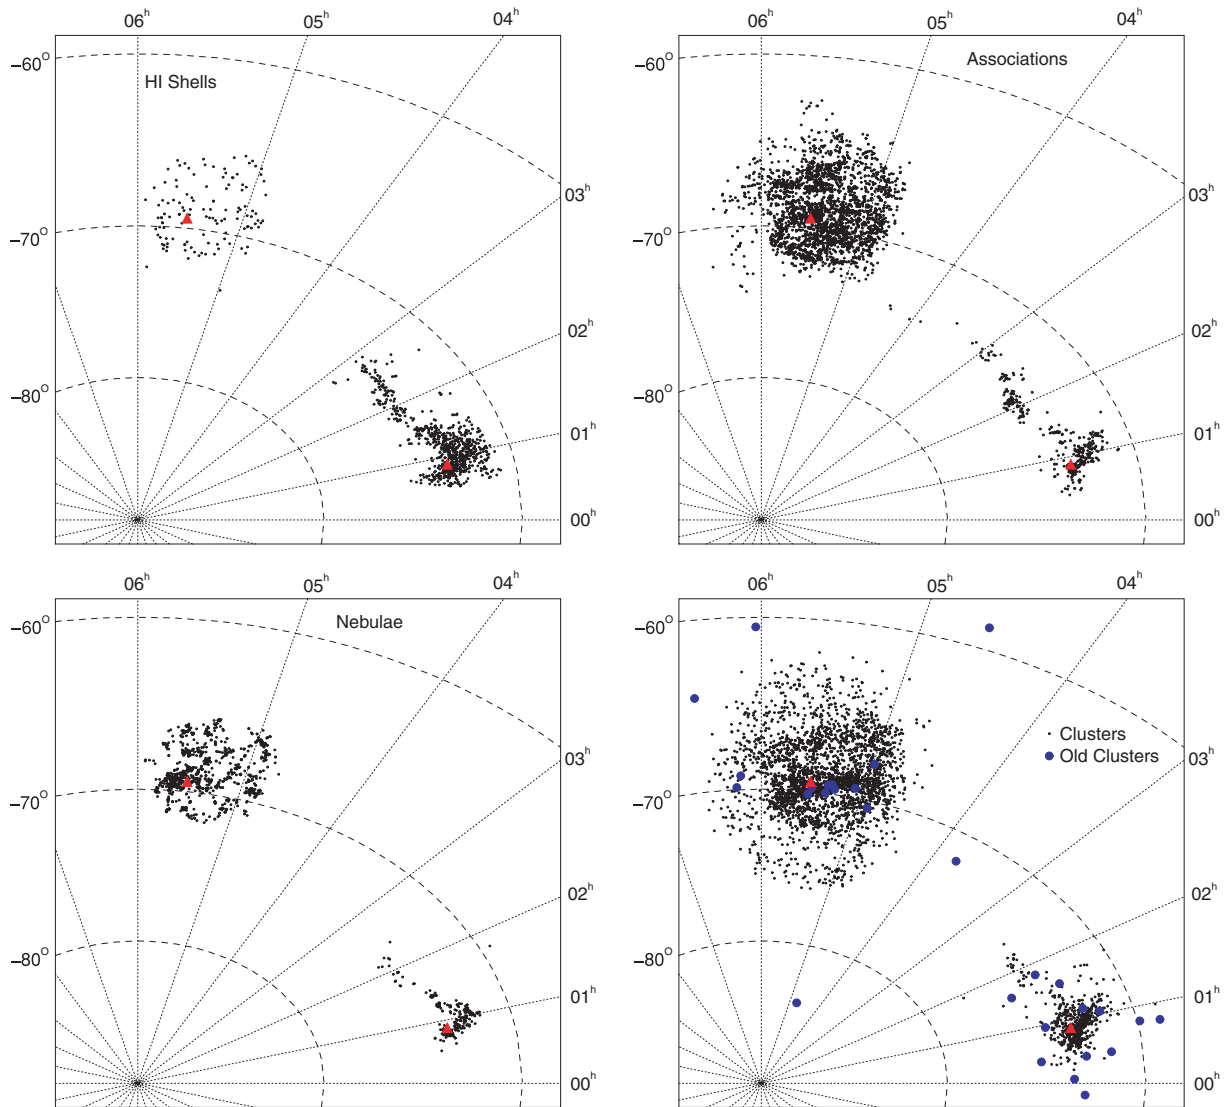 06ʰ 05ʰ 04ʰ
−60°
HI Shells
03ʰ
−70°
02ʰ
−80°
01ʰ
00ʰ
06ʰ 05ʰ 04ʰ
−60°
Associations
03ʰ
−70°
02ʰ
−80°
01ʰ
00ʰ
06ʰ 05ʰ 04ʰ
−60°
Nebulae
03ʰ
−70°
02ʰ
−80°
01ʰ
00ʰ
06ʰ 05ʰ 04ʰ
−60°
Clusters
Old Clusters
03ʰ
−70°
02ʰ
−80°
01ʰ
00ʰ